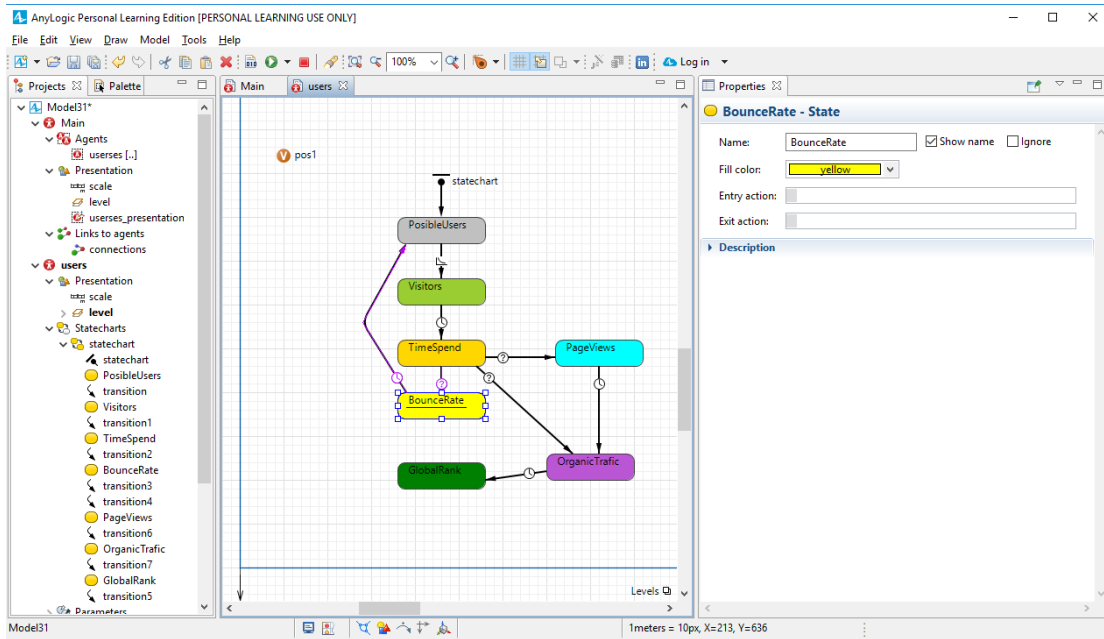 AnyLogic Personal Learning Edition [PERSONAL LEARNING USE ONLY]
File Edit View Draw Model Tools Help
100% Log in
Projects Palette
Main users
Properties
Model31*
Main
Agents
userses [..]
Presentation
scale
level
userses_presentation
Links to agents
connections
users
Presentation
scale
level
Statecharts
statechart
statechart
PosibleUsers
transition
Visitors
transition1
TimeSpend
transition2
BounceRate
transition3
transition4
PageViews
transition6
OrganicTrafic
transition7
GlobalRank
transition5
Parameters
V pos1
statechart
PosibleUsers
Visitors
TimeSpend
PageViews
?
?
?
BounceRate
OrganicTrafic
GlobalRank
Levels
BounceRate - State
Name: BounceRate Show name Ignore
Fill color: yellow
Entry action:
Exit action:
Description
Model31
1meters = 10px, X=213, Y=636